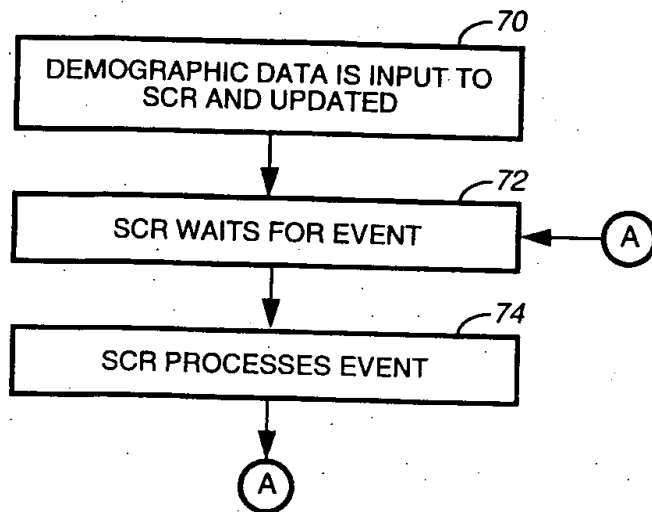 70
DEMOGRAPHIC DATA IS INPUT TO
SCR AND UPDATED
72
SCR WAITS FOR EVENT
A
74
SCR PROCESSES EVENT
A